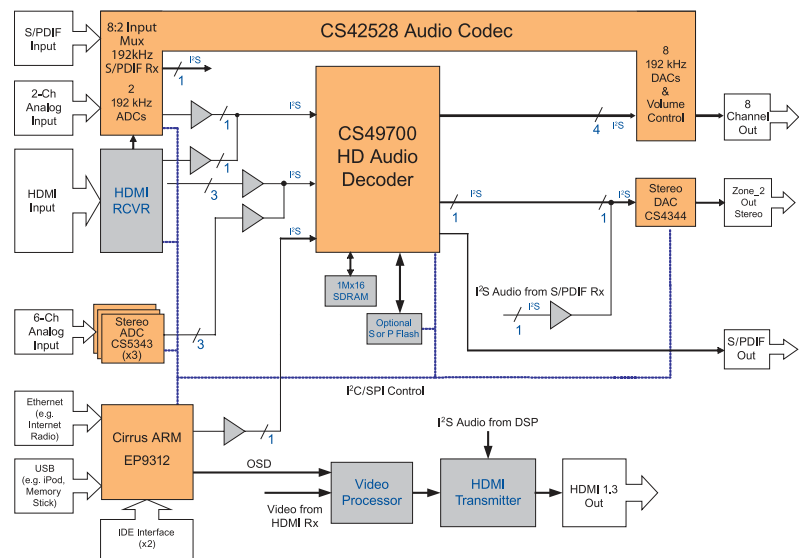 S/PDIF
Input
8:2 Input
Mux
192kHz
S/PDIF Rx
2
192 kHz
ADCs
I²S
1
CS42528 Audio Codec
8
192 kHz
DACs
&
Volume
Control
8
Channel
Out
2-Ch
Analog
Input
1
I²S
CS49700
HD Audio
Decoder
4
I²S
HDMI
Input
HDMI
RCVR
1
3
I²S
I²S
1
I²S
1
I²S
Stereo
DAC
CS4344
Zone_2
Out
Stereo
1Mx16
SDRAM
Optional
S or P Flash
I²S Audio from S/PDIF Rx
I²S
1
6-Ch
Analog
Input
Stereo
ADC
CS5343
(x3)
3
S/PDIF
Out
I²C/SPI Control
Ethernet
(e.g.
Internet
Radio)
Cirrus ARM
EP9312
1
I²S Audio from DSP
USB
(e.g. iPod,
Memory
Stick)
OSD
Video from
HDMI Rx
Video
Processor
HDMI
Transmitter
HDMI 1.3
Out
IDE Interface
(x2)